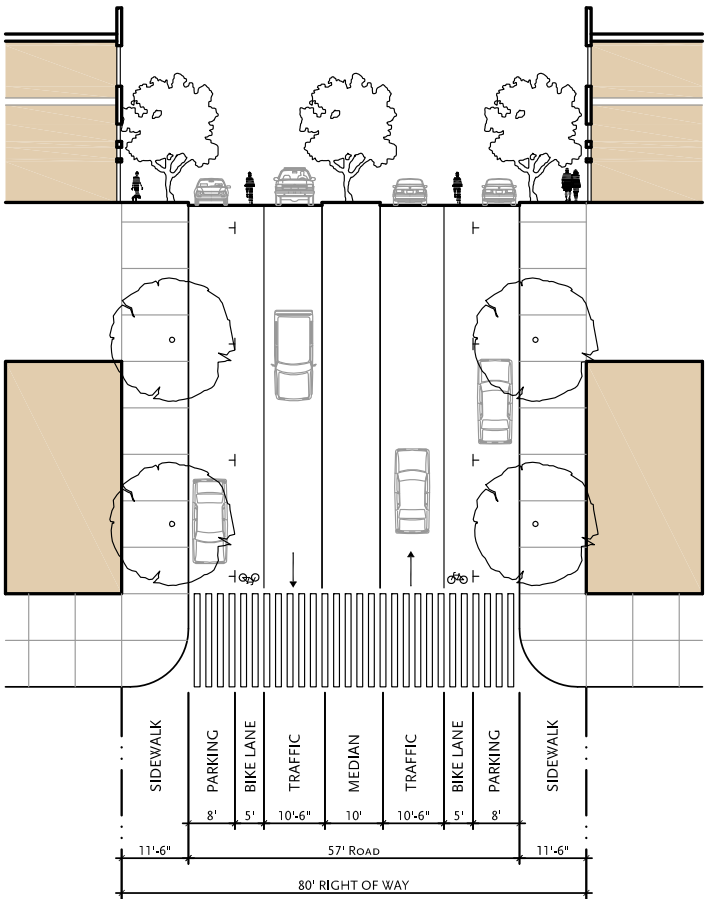 SIDEWALK
PARKING
BIKE LANE
TRAFFIC
MEDIAN
TRAFFIC
BIKE LANE
PARKING
SIDEWALK
8'
5'
10'-6"
10'
10'-6"
5'
8'
11'-6"
57' ROAD
11'-6"
80' RIGHT OF WAY